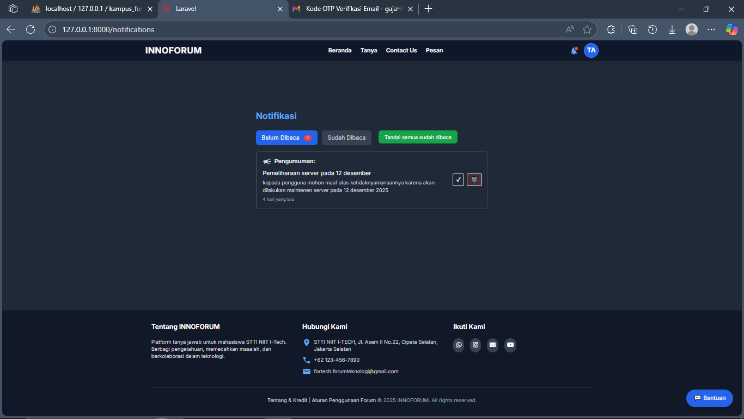 localhost / 127.0.0.1 / kampus_fo
Laravel
Kode OTP Verifikasi Email - gaja
127.0.0.1:8000/notifications
INNOFORUM
Beranda Tanya Contact Us Pesan
TA
Notifikasi
Belum Dibaca 1 Sudah Dibaca Tandai semua sudah dibaca
Pengumuman:
Pemeliharaan server pada 12 desember
kepada pengguna mohon maaf atas ketidaknyamanannya karena akan
dilakukan maintenen server pada 12 desember 2025
4 hari yang lalu
Tentang INNOFORUM
Platform tanya jawab untuk mahasiswa STTI NIIT I-Tech.
Berbagi pengetahuan, memecahkan masalah, dan
berkolaborasi dalam teknologi.
Hubungi Kami
STTI NIIT I-TECH, Jl. Asem II No.22, Cipete Selatan,
Jakarta Selatan
+62 123-456-7890
fortech.forumteknologi@gmail.com
Ikuti Kami
Tentang & Kredit | Aturan Penggunaan Forum © 2025 INNOFORUM. All rights reserved.
Bantuan